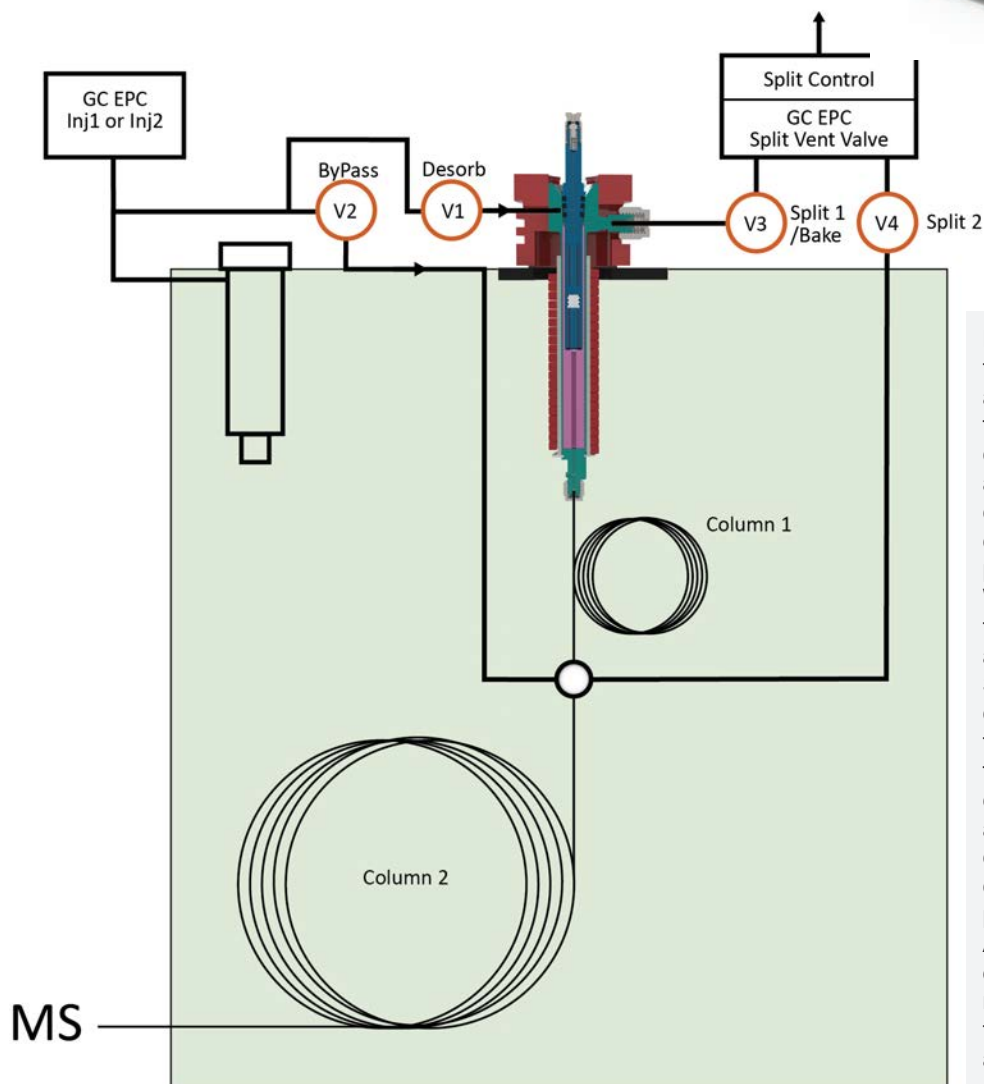 GC EPC
Inj1 or Inj2
Split Control
GC EPC
Split Vent Valve
ByPass
V2
Desorb
V1
V3
Split 1
/Bake
V4
Split 2
Column 1
Column 2
MS